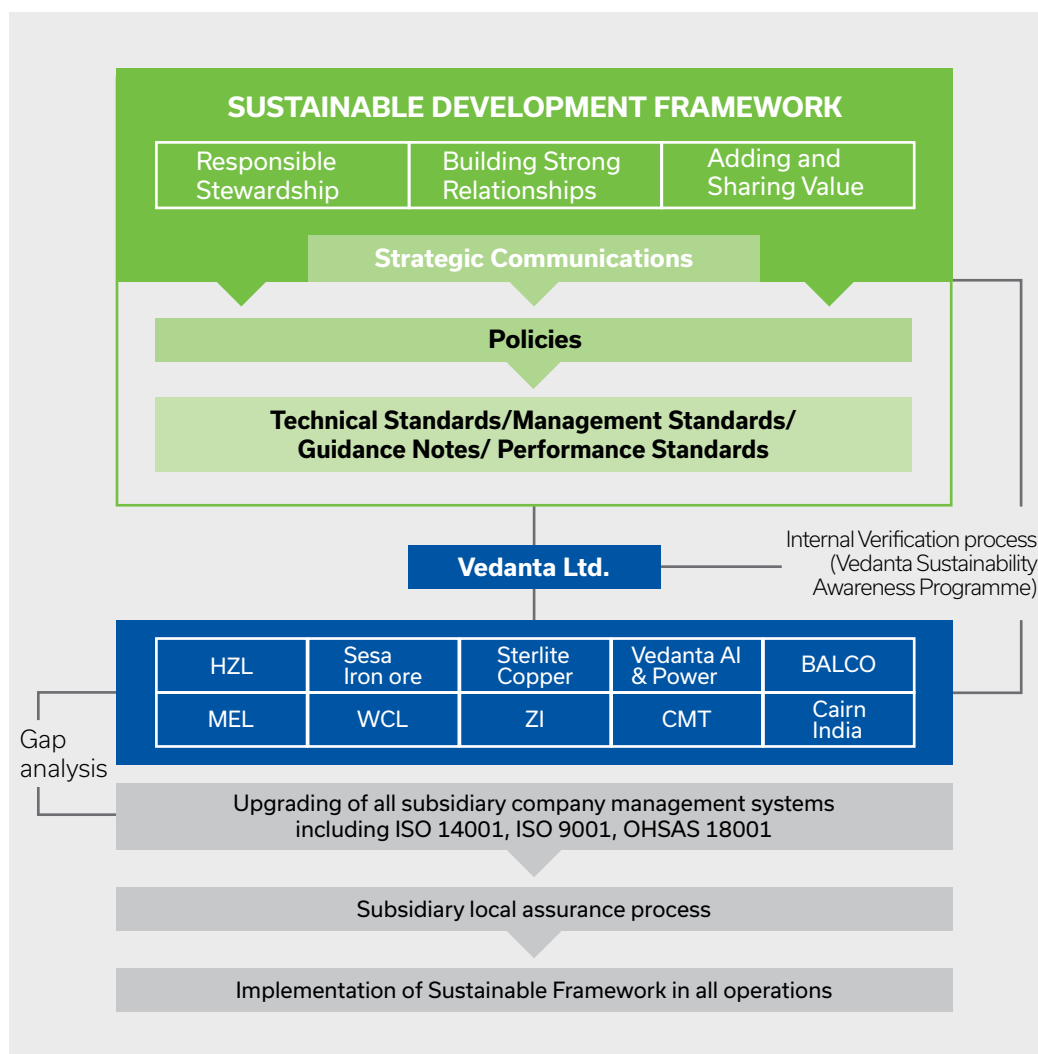 SUSTAINABLE DEVELOPMENT FRAMEWORK
Responsible
Stewardship
Building Strong
Relationships
Adding and
Sharing Value
Strategic Communications
Policies
Technical Standards/Management Standards/
Guidance Notes/ Performance Standards
Vedanta Ltd.
Internal Verification process
(Vedanta Sustainability
Awareness Programme)
HZL
Sesa
Iron ore
Sterlite
Copper
Vedanta Al
& Power
BALCO
MEL
WCL
ZI
CMT
Cairn
India
Gap
analysis
Upgrading of all subsidiary company management systems
including ISO 14001, ISO 9001, OHSAS 18001
Subsidiary local assurance process
Implementation of Sustainable Framework in all operations